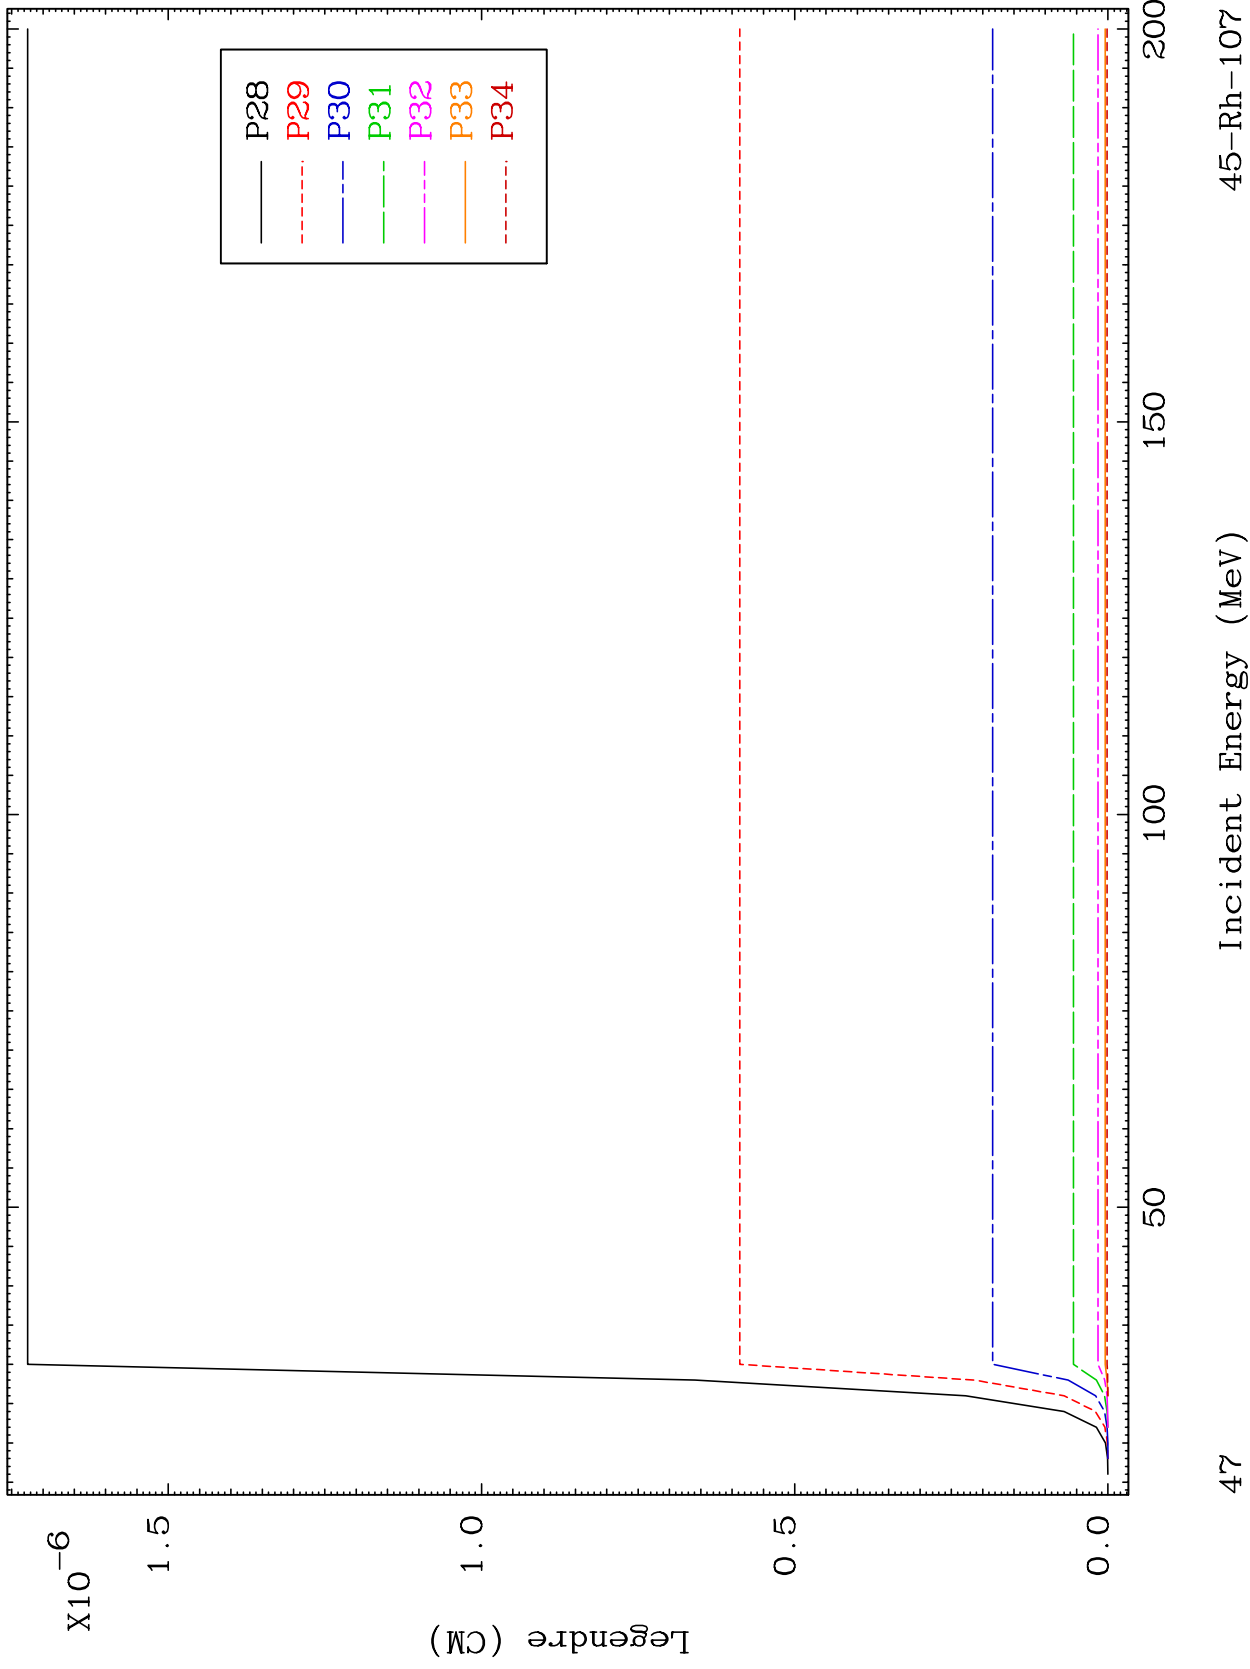 X10-6
1.5
1.0
0.5
0.0
Legendre (CM)
P28
P29
P30
P31
P32
P33
P34
50
100
150
200
Incident Energy (MeV)
47
45-Rh-107